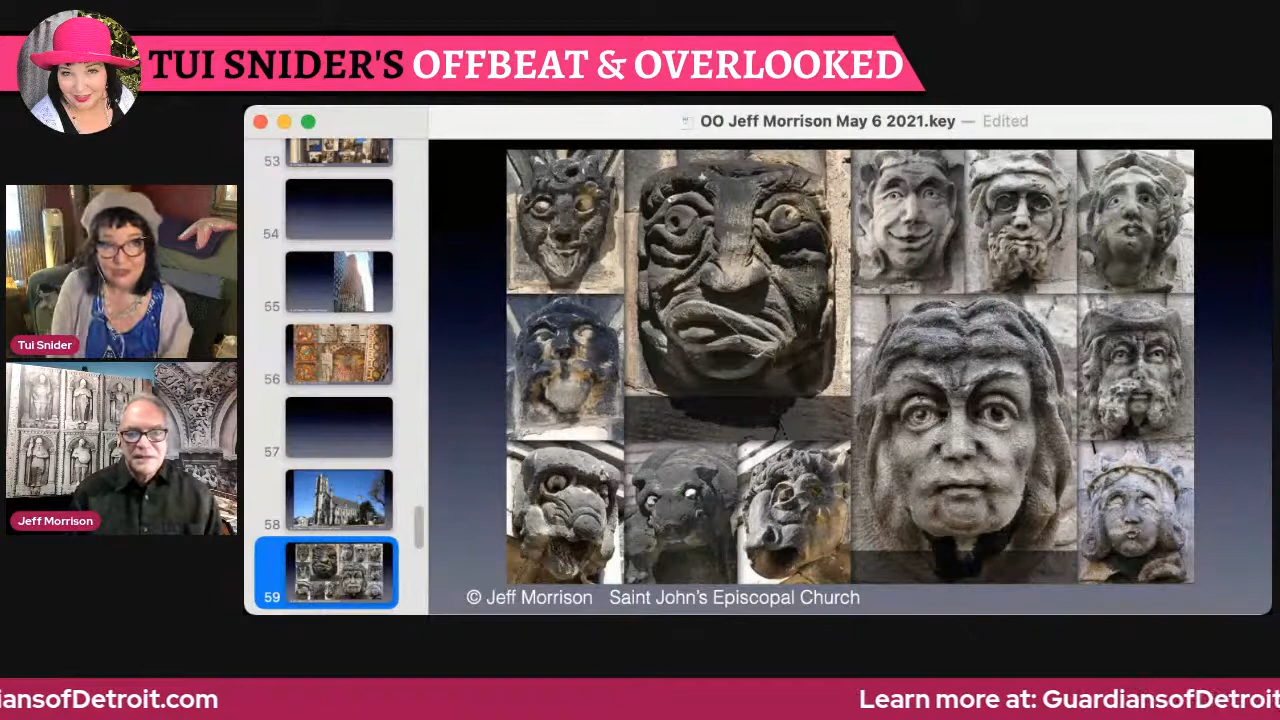 TUI SNIDER'S OFFBEAT & OVERLOOKED
OO Jeff Morrison May 6 2021.key — Edited
53
54
55
56
57
58
59
Tui Snider
Jeff Morrison
© Jeff Morrison Saint John's Episcopal Church
iansofDetroit.com
Learn more at: GuardiansofDetroit